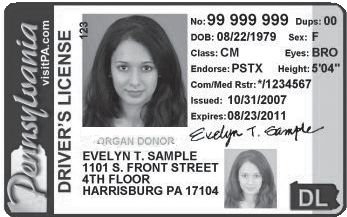 Pennsylvania
visitPA.com
DRIVER'S LICENSE
123
No: 99 999 999 Dups: 00
DOB: 08/22/1979 Sex: F
Class: CM Eyes: BRO
Endorse: PSTX Height: 5'04"
Com/Med Rstr: */1234567
Issued: 10/31/2007
Expires: 08/23/2011
Evelyn T. Sample
ORGAN DONOR
EVELYN T. SAMPLE
1101 S. FRONT STREET
4TH FLOOR
HARRISBURG PA 17104
DL